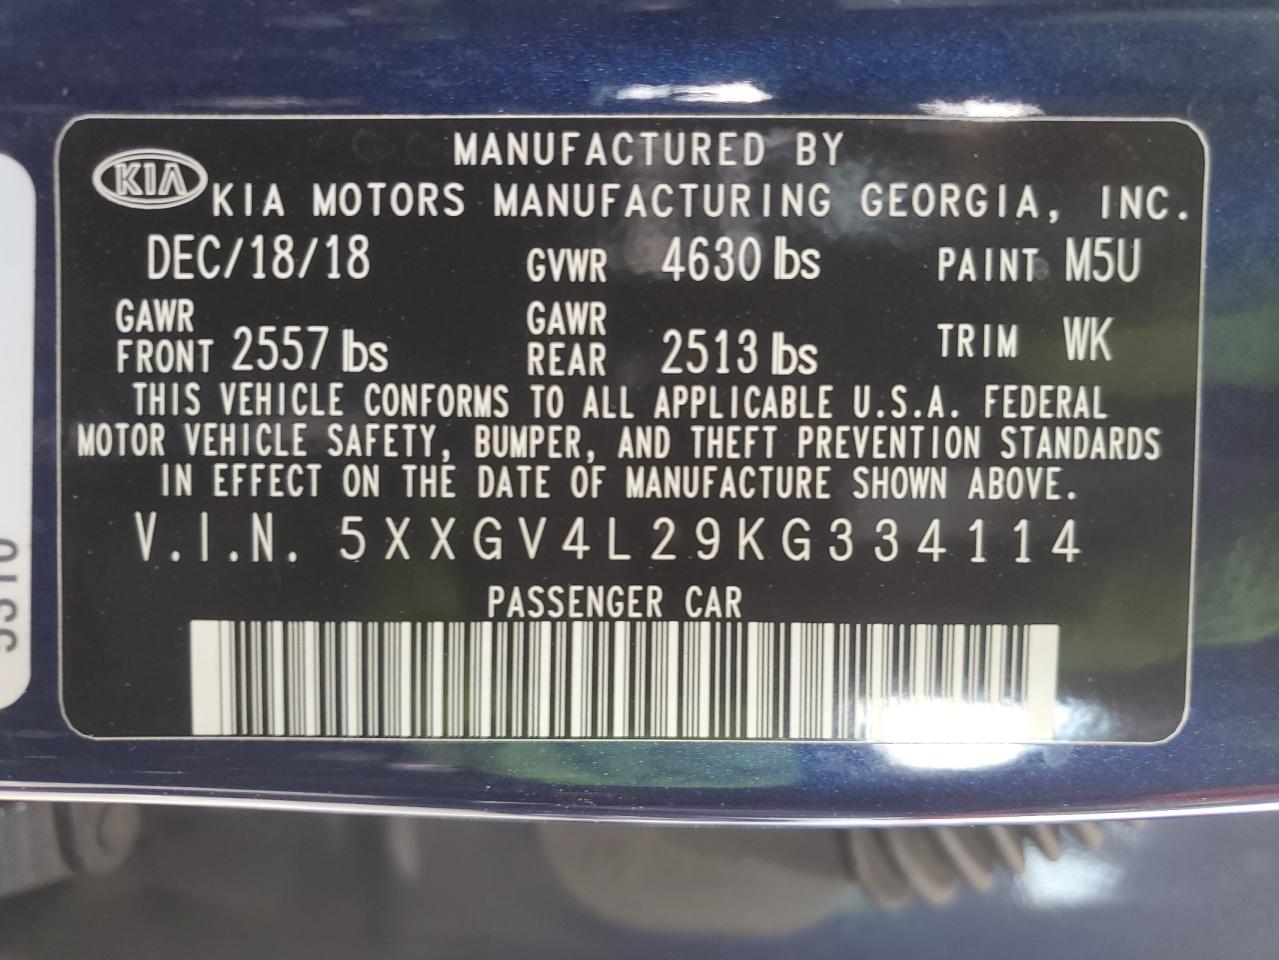 MANUFACTURED BY
KIA
KIA MOTORS MANUFACTURING GEORGIA, INC.
DEC/18/18 GVWR 4630 lbs PAINT M5U
GAWR FRONT 2557 lbs GAWR REAR 2513 lbs TRIM WK
THIS VEHICLE CONFORMS TO ALL APPLICABLE U.S.A. FEDERAL
MOTOR VEHICLE SAFETY, BUMPER, AND THEFT PREVENTION STANDARDS
IN EFFECT ON THE DATE OF MANUFACTURE SHOWN ABOVE.
V.I.N. 5XXGV4L29KG334114
PASSENGER CAR